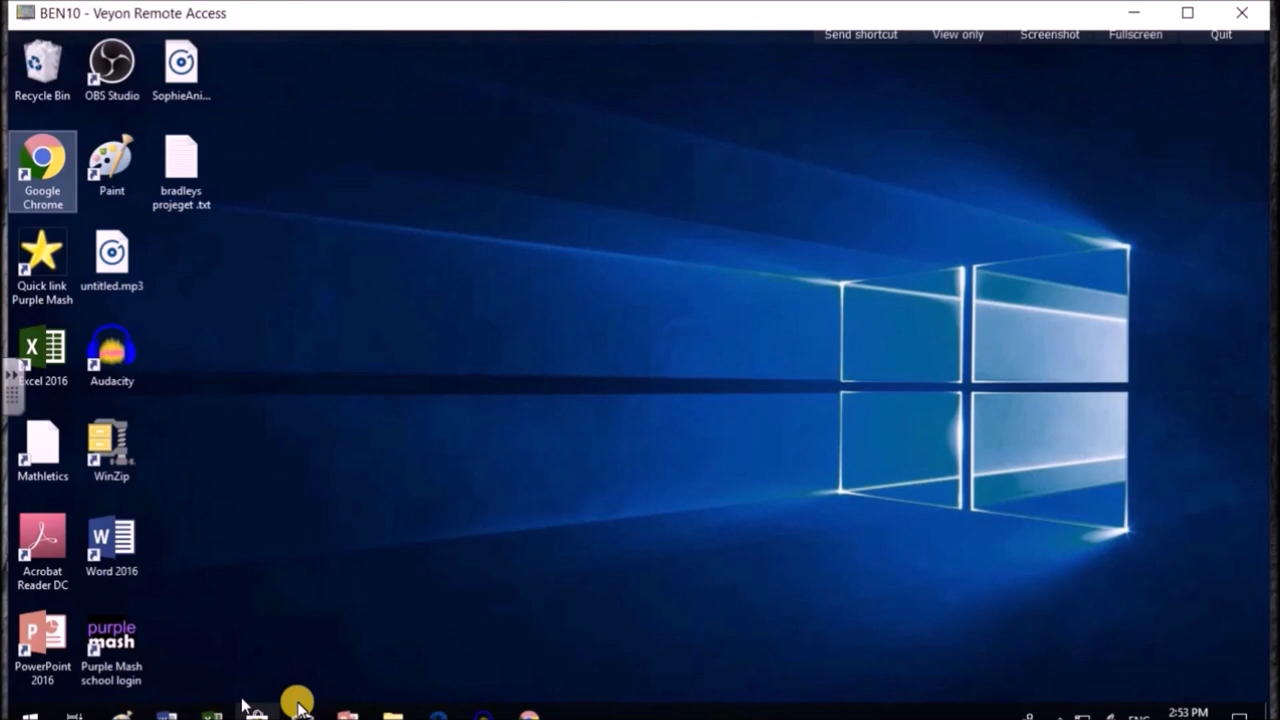 BEN10 - Veyon Remote Access
Send shortcut View only Screenshot Fullscreen Quit
Recycle Bin
OBS Studio
SophieAni...
Google
Chrome
Paint
bradleys
projeget .txt
Quick link
Purple Mash
untitled.mp3
Excel 2016
Audacity
Mathletics
WinZip
Acrobat
Reader DC
Word 2016
PowerPoint
2016
purple
mash
Purple Mash
school login
ENG
2:53 PM